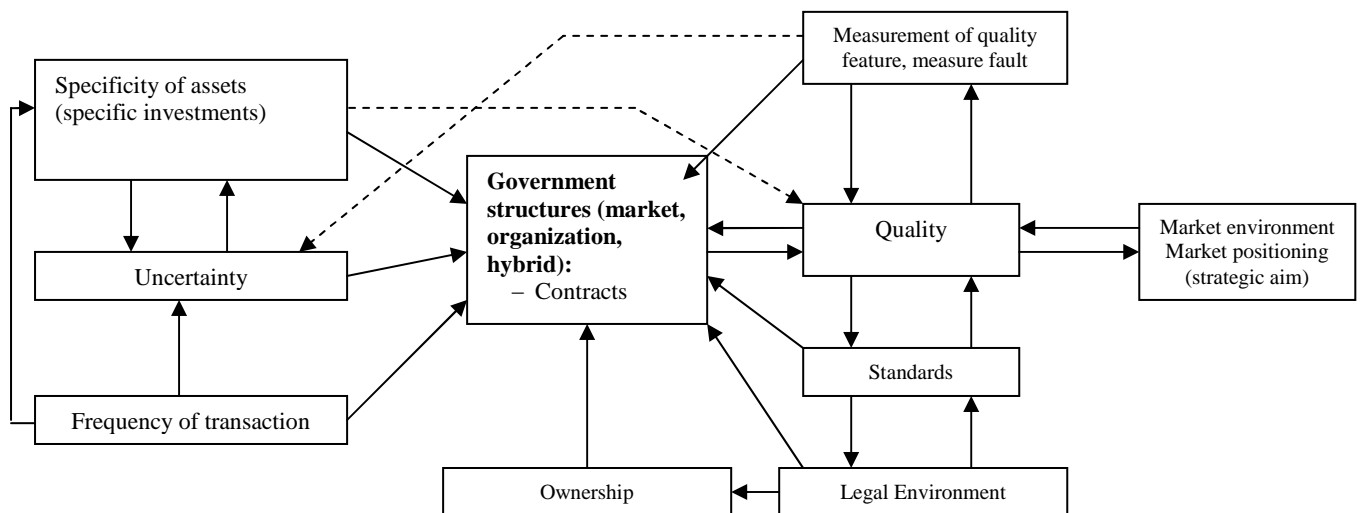 Measurement of quality
feature, measure fault
Specificity of assets
(specific investments)
Government
structures (market,
organization,
hybrid):
– Contracts
Quality
Market environment
Market positioning
(strategic aim)
Uncertainty
Standards
Frequency of transaction
Ownership
Legal Environment